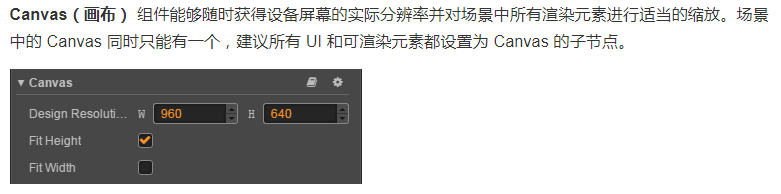 Canvas（画布） 组件能够随时获得设备屏幕的实际分辨率并对场景中所有渲染元素进行适当的缩放。场景
中的 Canvas 同时只能有一个，建议所有 UI 和可渲染元素都设置为 Canvas 的子节点。
Canvas
Design Resoluti... W 960 H 640
Fit Height
Fit Width